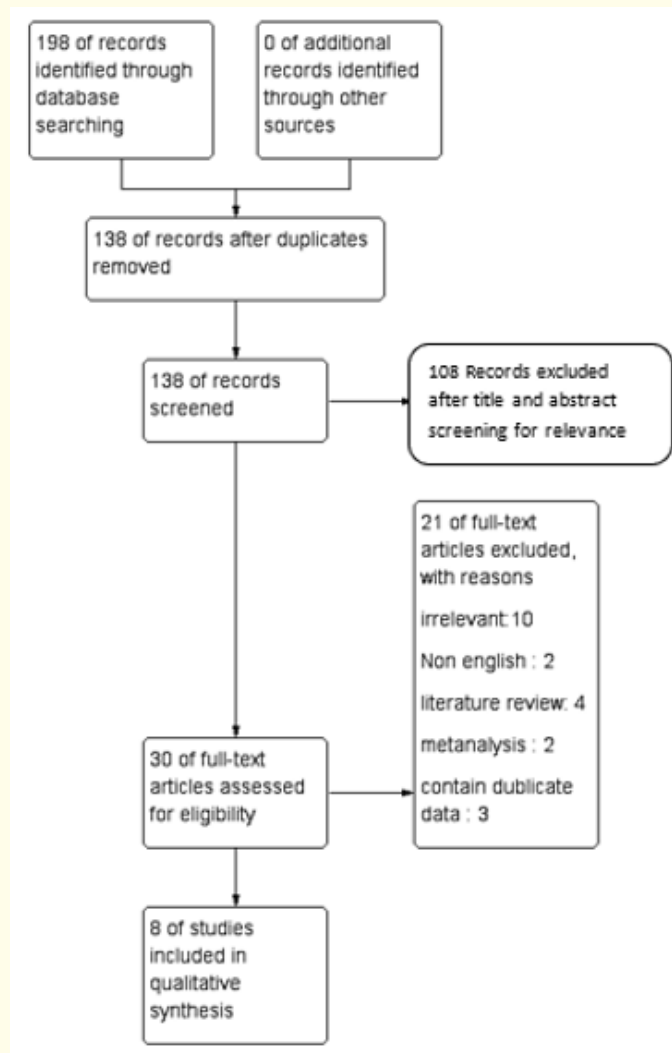 198 of records
identified through
database
searching
0 of additional
records identified
through other
sources
138 of records after duplicates
removed
138 of records
screened
108 Records excluded
after title and abstract
screening for relevance
21 of full-text
articles excluded,
with reasons
irrelevant: 10
Non english : 2
literature review: 4
metanalysis : 2
contain dublicate
data : 3
30 of full-text
articles assessed
for eligibility
8 of studies
included in
qualitative
synthesis